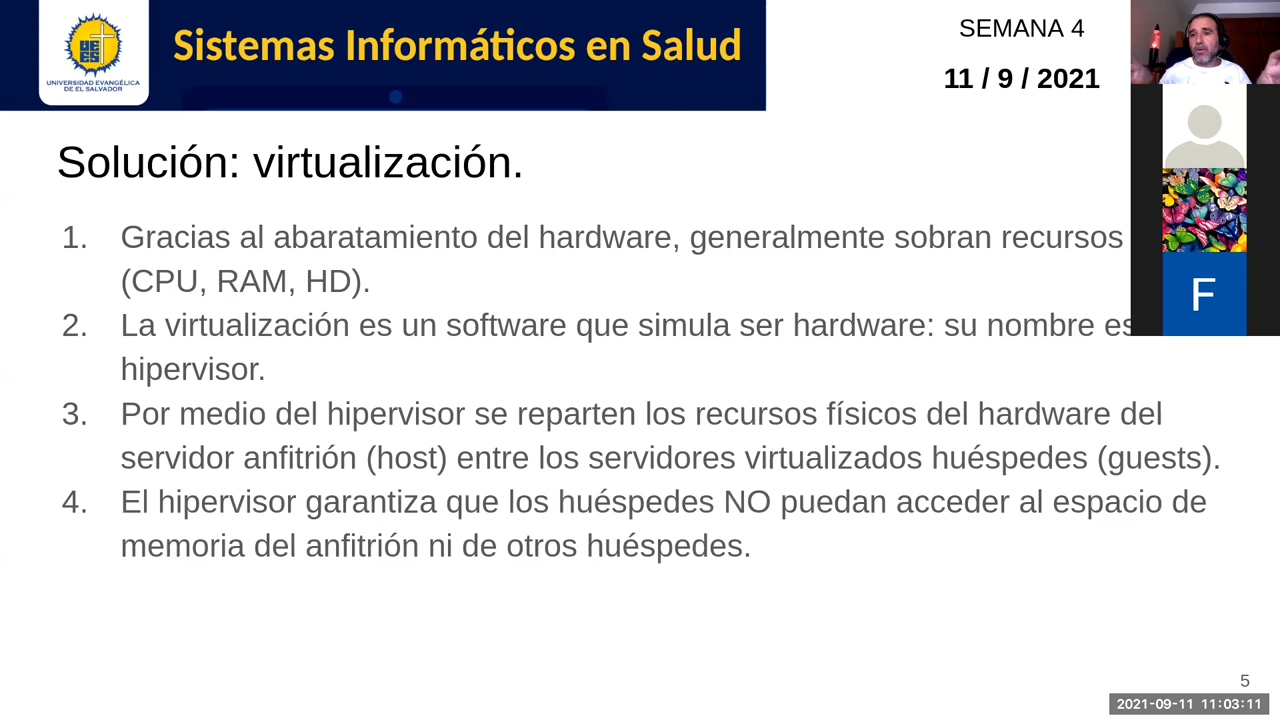 Sistemas Informáticos en Salud
UNIVERSIDAD EVANGÉLICA
DE EL SALVADOR
SEMANA 4
11 / 9 / 2021
Solución: virtualización.
1. Gracias al abaratamiento del hardware, generalmente sobran recursos
(CPU, RAM, HD).
2. La virtualización es un software que simula ser hardware: su nombre es
hipervisor.
3. Por medio del hipervisor se reparten los recursos físicos del hardware del
servidor anfitrión (host) entre los servidores virtualizados huéspedes (guests).
4. El hipervisor garantiza que los huéspedes NO puedan acceder al espacio de
memoria del anfitrión ni de otros huéspedes.
F
5
2021-09-11 11:03:11